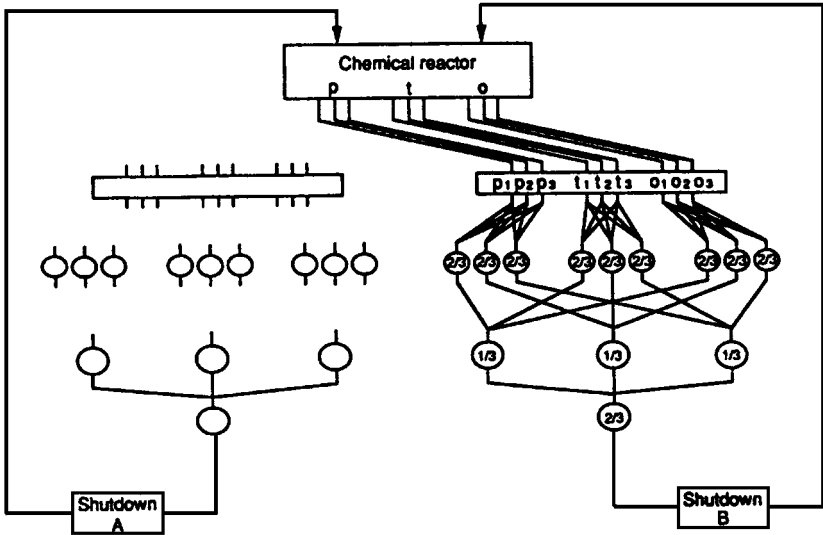 Chemical reactor
p t o
p1 p2 p3 t1 t2 t3 o1 o2 o3
2/3 2/3 2/3 2/3 2/3 2/3 2/3 2/3 2/3
1/3 1/3 1/3
2/3
Shutdown
A
Shutdown
B